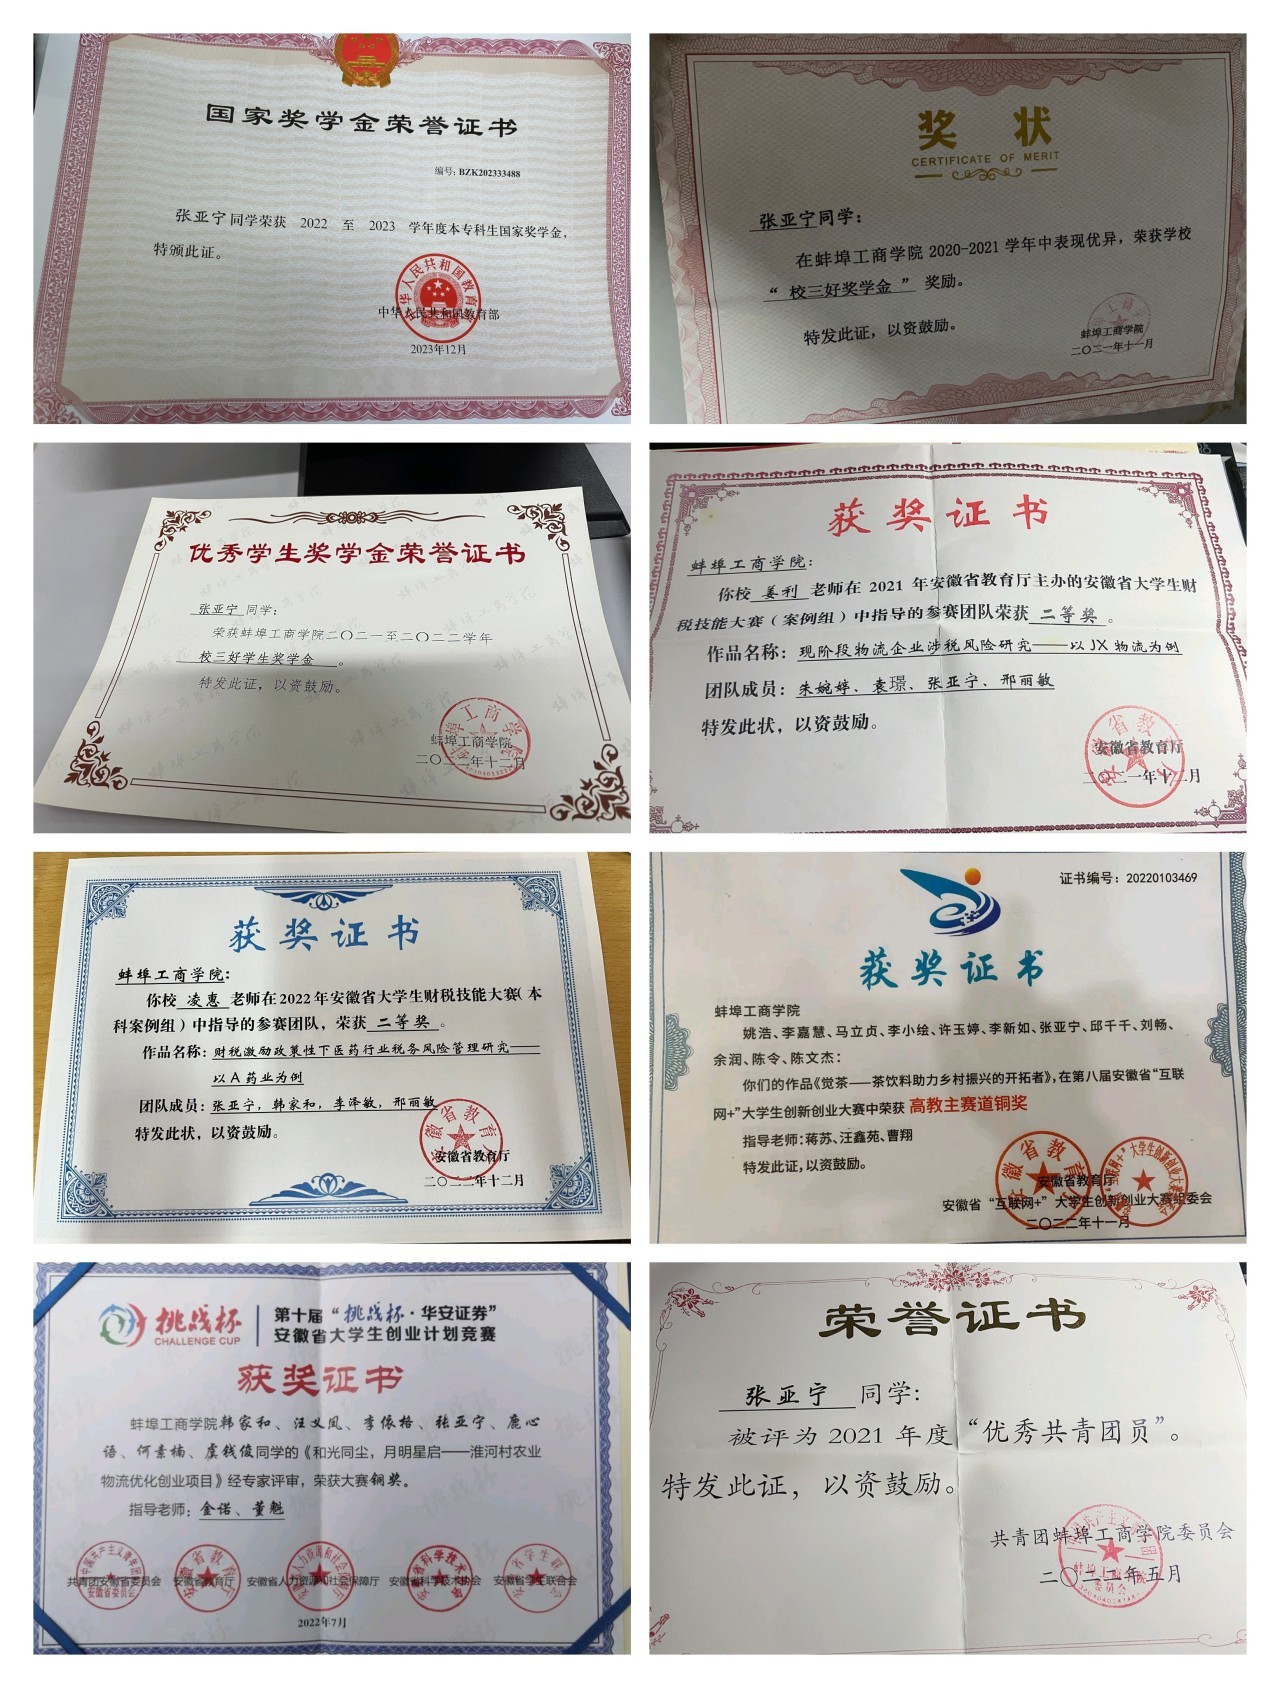 国家奖学金荣誉证书
编号: BZK202333488
张亚宁同学荣获 2022 至 2023 学年度本专科生国家奖学金，
特颁此证。
中华人民共和国教育部
2023年12月
奖 状
CERTIFICATE OF MERIT
张亚宁同学：
在蚌埠工商学院 2020-2021 学年中表现优异，荣获学校
“ 校三好奖学金 ” 奖励。
特发此证，以资鼓励。
蚌埠工商学院
二〇二一年十一月
优秀学生奖学金荣誉证书
张亚宁 同学：
荣获蚌埠工商学院二〇二一至二〇二二学年
校三好学生奖学金 。
特发此证，以资鼓励。
蚌埠工商学院
二〇二二年十二月
获奖证书
蚌埠工商学院：
你校 姜利 老师在 2021 年安徽省教育厅主办的安徽省大学生财
税技能大赛（案例组）中指导的参赛团队荣获 二等奖 。
作品名称：现阶段物流企业涉税风险研究——以JX物流为例
团队成员：朱婉婷、袁璟、张亚宁、邢丽敏
特发此状，以资鼓励。
安徽省教育厅
二〇二一年十二月
获奖证书
蚌埠工商学院：
你校 凌惠 老师在2022年安徽省大学生财税技能大赛（本
科案例组）中指导的参赛团队，荣获 二等奖 。
作品名称：财税激励政策性下医药行业税务风险管理研究——
以A药业为例
团队成员：张亚宁，韩家和，李泽敏，邢丽敏
特发此状，以资鼓励。
安徽省教育厅
二〇二二年十二月
证书编号：20220103469
获奖证书
蚌埠工商学院
姚浩、李嘉慧、马立贞、李小绘、许玉婷、李新如、张亚宁、邱千千、刘畅、
余润、陈令、陈文杰：
你们的作品《觉茶——茶饮料助力乡村振兴的开拓者》，在第八届安徽省“互联
网+”大学生创新创业大赛中荣获 高教主赛道铜奖
指导老师：蒋苏、汪鑫苑、曹翔
特发此证，以资鼓励。
安徽省教育厅
安徽省“互联网+”大学生创新创业大赛组委会
二〇二二年十一月
挑战杯
CHALLENGE CUP
第十届“挑战杯·华安证券”
安徽省大学生创业计划竞赛
获奖证书
蚌埠工商学院韩家和、汪义凤、李依格、张亚宁、鹿心
语、何素楠、虞钱俊同学的《和光同尘，月明星启——淮河村农业
物流优化创业项目》经专家评审，荣获大赛铜奖。
指导老师：金诺、董魁
共青团安徽省委员会 安徽省教育厅 安徽省人力资源和社会保障厅 安徽省科学技术协会 安徽省学生联合会
2022年7月
荣誉证书
张亚宁 同学：
被评为 2021 年度“优秀共青团员”。
特发此证，以资鼓励。
共青团蚌埠工商学院委员会
二〇二二年五月